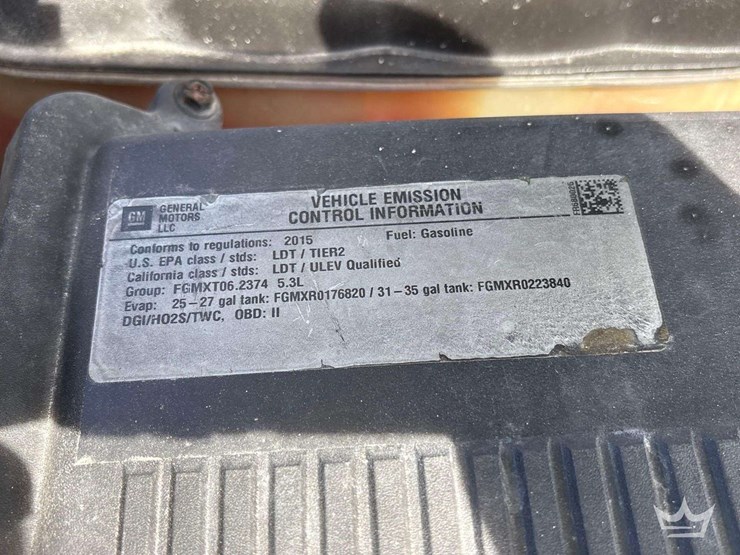 GM
GENERAL
MOTORS
LLC
VEHICLE EMISSION
CONTROL INFORMATION
Conforms to regulations: 2015 Fuel: Gasoline
U.S. EPA class / stds: LDT / TIER2
California class / stds: LDT / ULEV Qualified
Group: FGMXT06.2374 5.3L
Evap: 25-27 gal tank: FGMXR0176820 / 31-35 gal tank: FGMXR0223840
DGI/HO2S/TWC, OBD: II